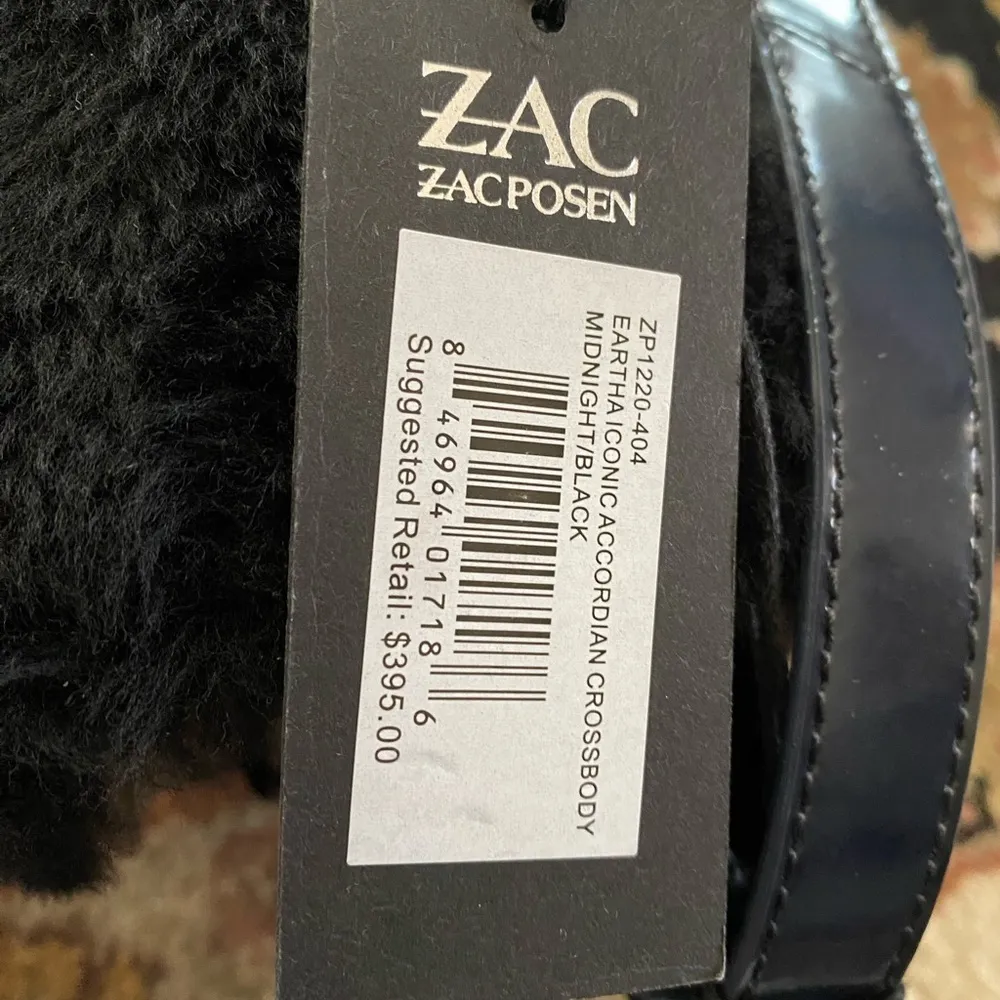 ZAC
ZAC POSEN
ZP1220-404
EARTHA ICONIC ACCORDIAN CROSSBODY
MIDNIGHT/BLACK
8 46964 01718 6
Suggested Retail: $395.00